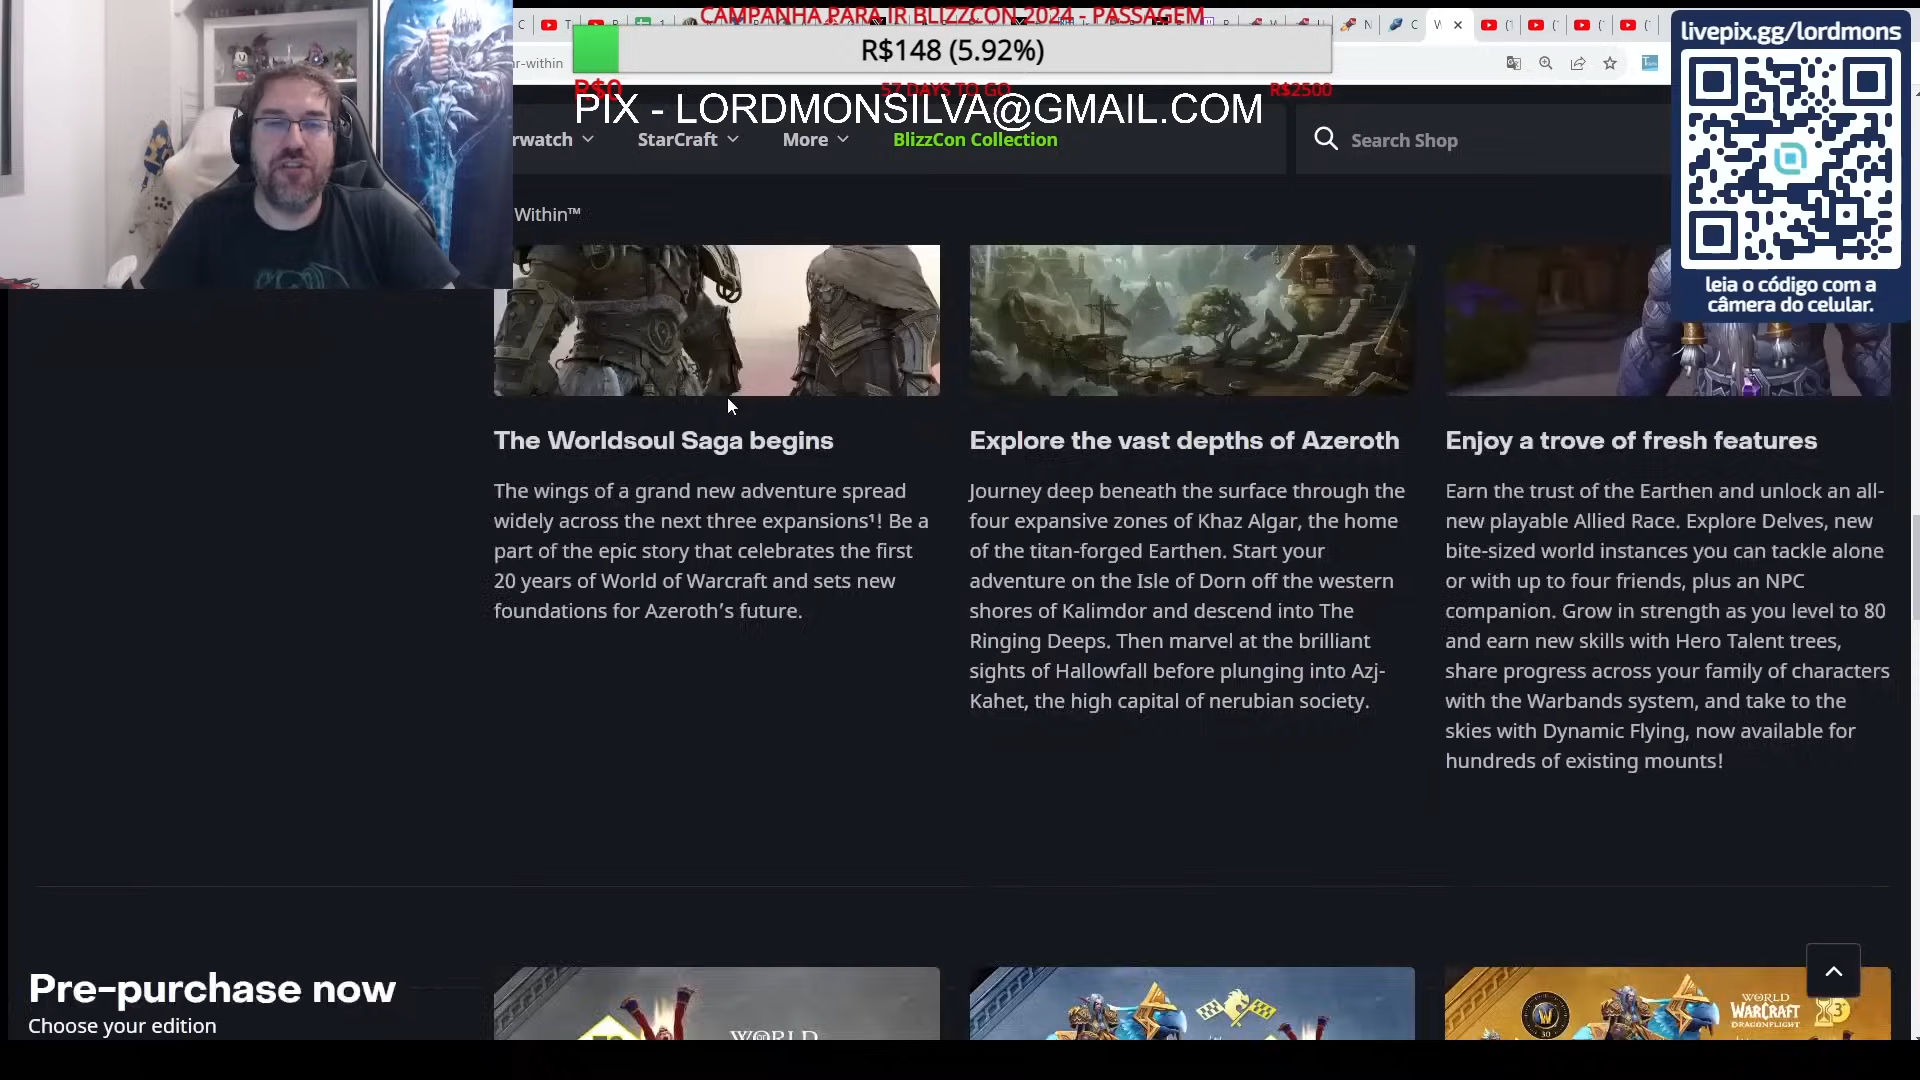 CAMPANHA PARA IR BLIZZCON 2024 - PASSAGEM
R$148 (5.92%)
R$0
57 DAYS TO GO
R$2500
PIX - LORDMONSILVA@GMAIL.COM
livepix.gg/lordmons
leia o código com a
câmera do celular.
r-within
rwatch
StarCraft
More
BlizzCon Collection
Search Shop
Within™
The Worldsoul Saga begins
The wings of a grand new adventure spread
widely across the next three expansions¹! Be a
part of the epic story that celebrates the first
20 years of World of Warcraft and sets new
foundations for Azeroth’s future.
Explore the vast depths of Azeroth
Journey deep beneath the surface through the
four expansive zones of Khaz Algar, the home
of the titan-forged Earthen. Start your
adventure on the Isle of Dorn off the western
shores of Kalimdor and descend into The
Ringing Deeps. Then marvel at the brilliant
sights of Hallowfall before plunging into Azj-
Kahet, the high capital of nerubian society.
Enjoy a trove of fresh features
Earn the trust of the Earthen and unlock an all-
new playable Allied Race. Explore Delves, new
bite-sized world instances you can tackle alone
or with up to four friends, plus an NPC
companion. Grow in strength as you level to 80
and earn new skills with Hero Talent trees,
share progress across your family of characters
with the Warbands system, and take to the
skies with Dynamic Flying, now available for
hundreds of existing mounts!
Pre-purchase now
Choose your edition
WORLD
30
WORLD
WARCRAFT
DRAGONFLIGHT